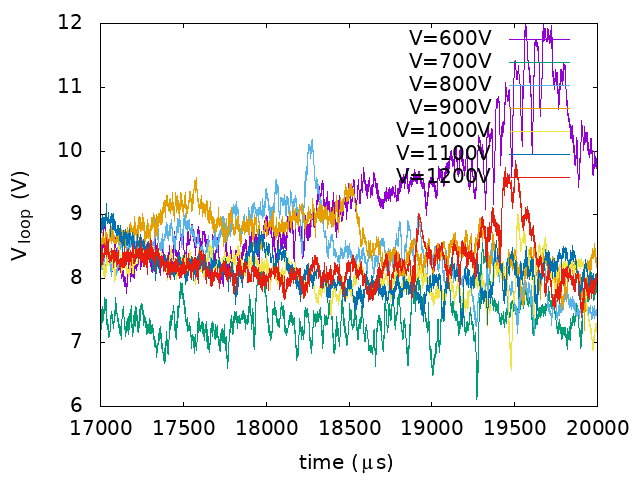 12
11
10
9
8
7
6
V loop (V)
V=600V
V=700V
V=800V
V=900V
V=1000V
V=1100V
V=1200V
17000 17500 18000 18500 19000 19500 20000
time (μs)